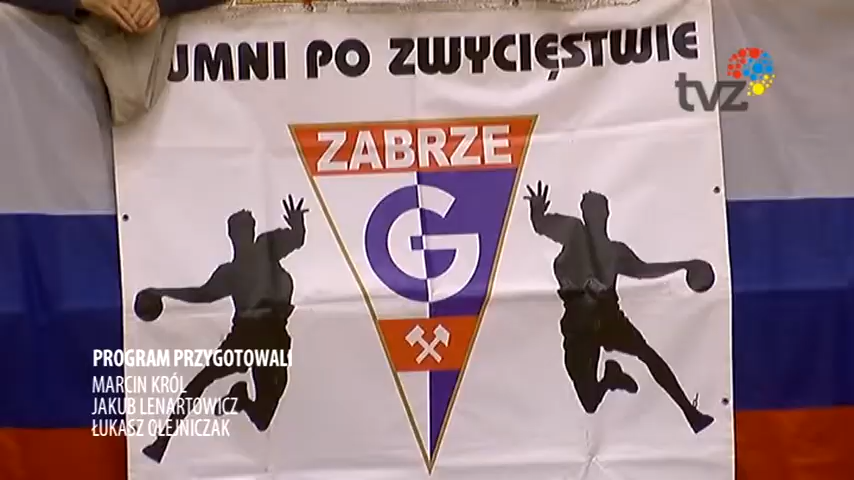 UMNI PO ZWYCIĘSTWIE
tvz
ZABRZE
G
PROGRAM PRZYGOTOWALI
MARCIN KRÓL
JAKUB LENARTOWICZ
ŁUKASZ OLEJNICZAK